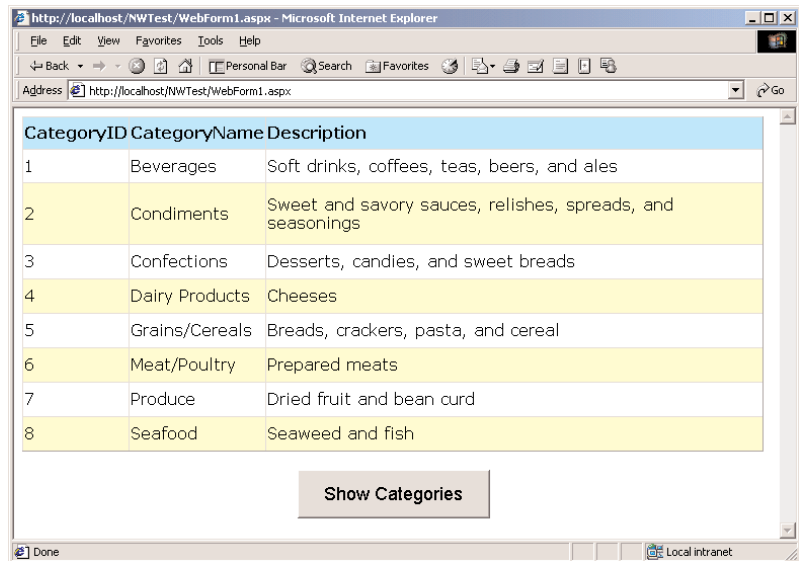 http://localhost/NWTest/WebForm1.aspx - Microsoft Internet Explorer
File Edit View Favorites Tools Help
Back Personal Bar Search Favorites
Address http://localhost/NWTest/WebForm1.aspx Go
CategoryID CategoryName Description
1 Beverages Soft drinks, coffees, teas, beers, and ales
2 Condiments Sweet and savory sauces, relishes, spreads, and
seasonings
3 Confections Desserts, candies, and sweet breads
4 Dairy Products Cheeses
5 Grains/Cereals Breads, crackers, pasta, and cereal
6 Meat/Poultry Prepared meats
7 Produce Dried fruit and bean curd
8 Seafood Seaweed and fish
Show Categories
Done Local intranet